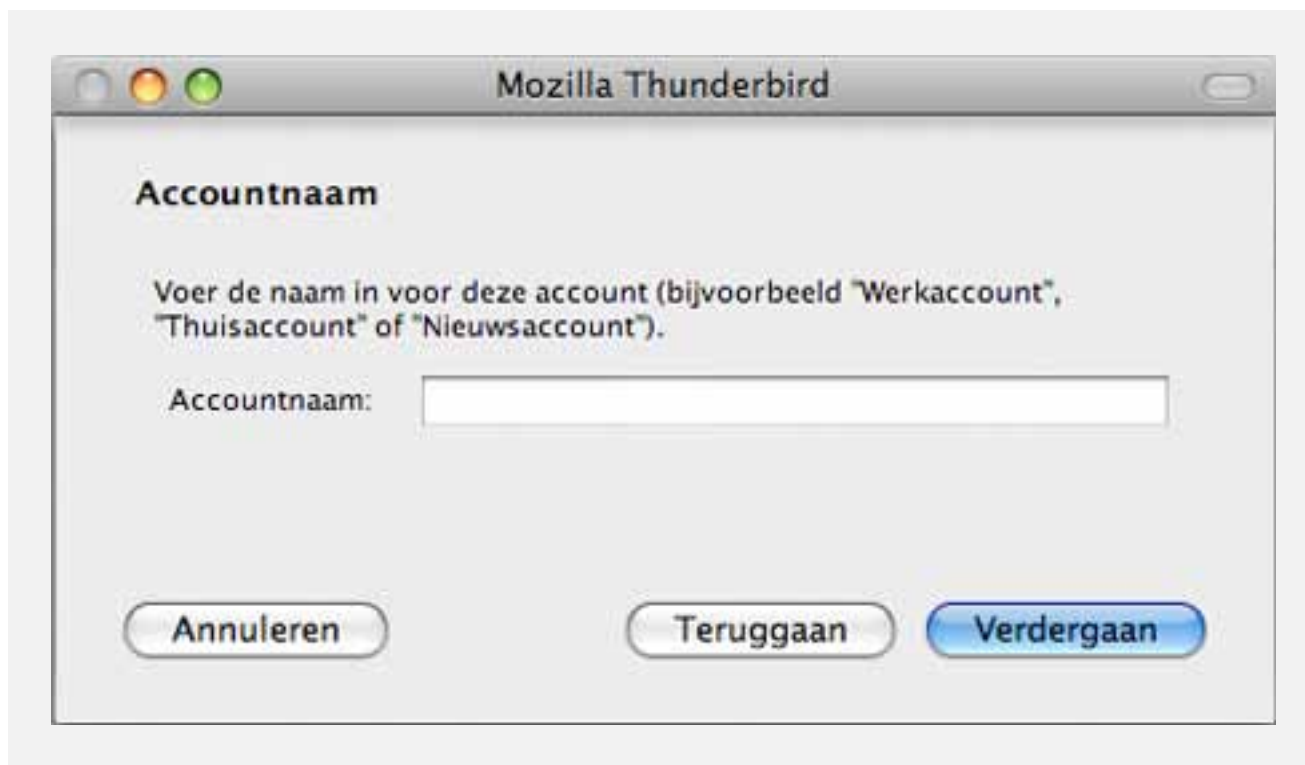 Mozilla Thunderbird
Accountnaam
Voer de naam in voor deze account (bijvoorbeeld "Werkaccount",
"Thuisaccount" of "Nieuwsaccount").
Accountnaam:
Annuleren
Teruggaan
Verdergaan